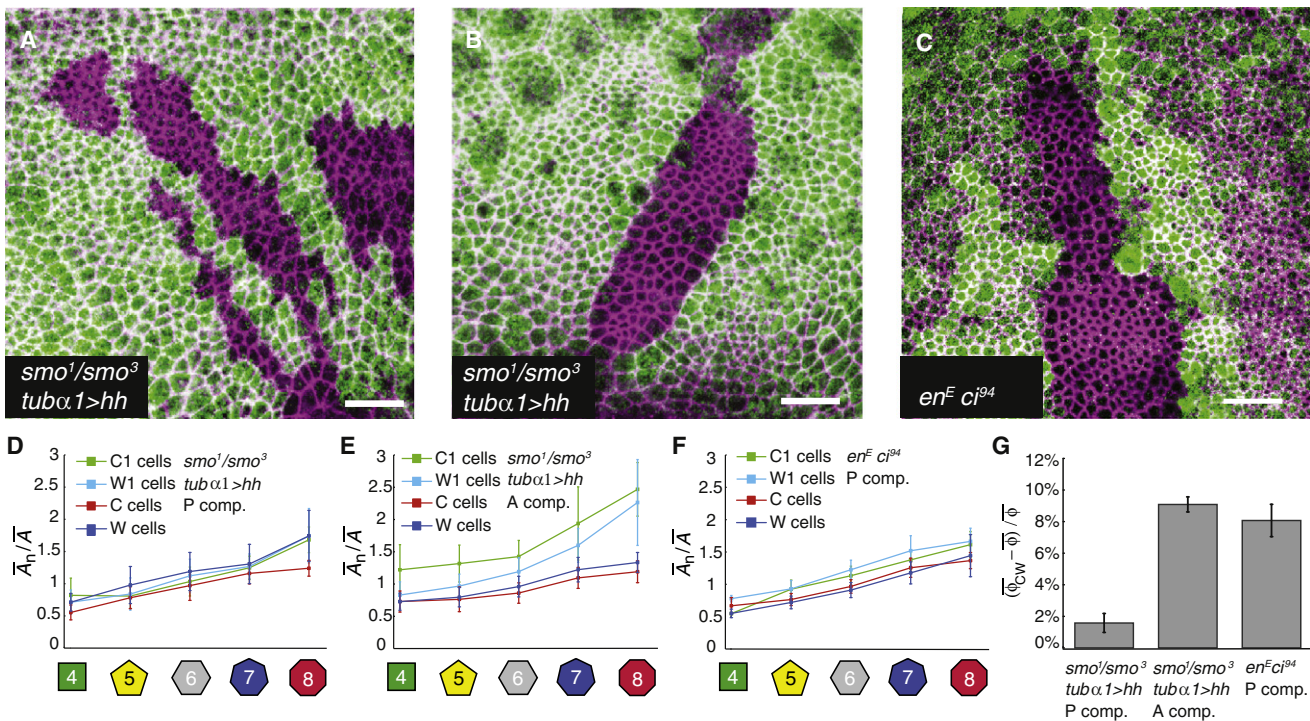 A
smo¹/smo³
tubα1>hh
B
smo¹/smo³
tubα1>hh
C
enᴱ ci⁹⁴
D
C1 cells smo¹/smo³
W1 cells tubα1>hh
C cells P comp.
W cells
3
2.5
2
1.5
1
0.5
0
A̅n/A̅
4
5
6
7
8
E
C1 cells smo¹/smo³
W1 cells tubα1>hh
C cells A comp.
W cells
3
2.5
2
1.5
1
0.5
0
A̅n/A̅
4
5
6
7
8
F
C1 cells enᴱ ci⁹⁴
W1 cells P comp.
C cells
W cells
3
2.5
2
1.5
1
0.5
0
A̅n/A̅
4
5
6
7
8
G
12%
10%
8%
6%
4%
2%
0%
(ϕ̅CW-ϕ̅)/ϕ̅
smo¹/smo³
tubα1>hh
P comp.
smo¹/smo³
tubα1>hh
A comp.
enᴱci⁹⁴
P comp.